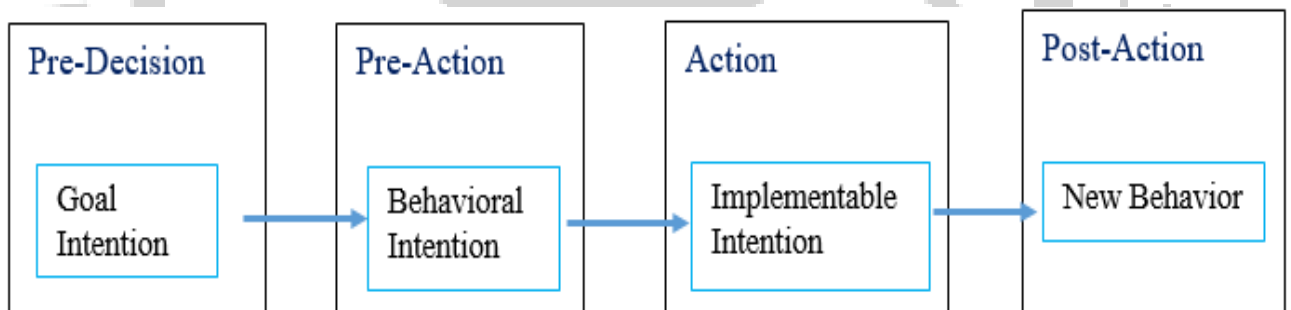 Pre-Decision
Goal
Intention
Pre-Action
Behavioral
Intention
Action
Implementable
Intention
Post-Action
New Behavior